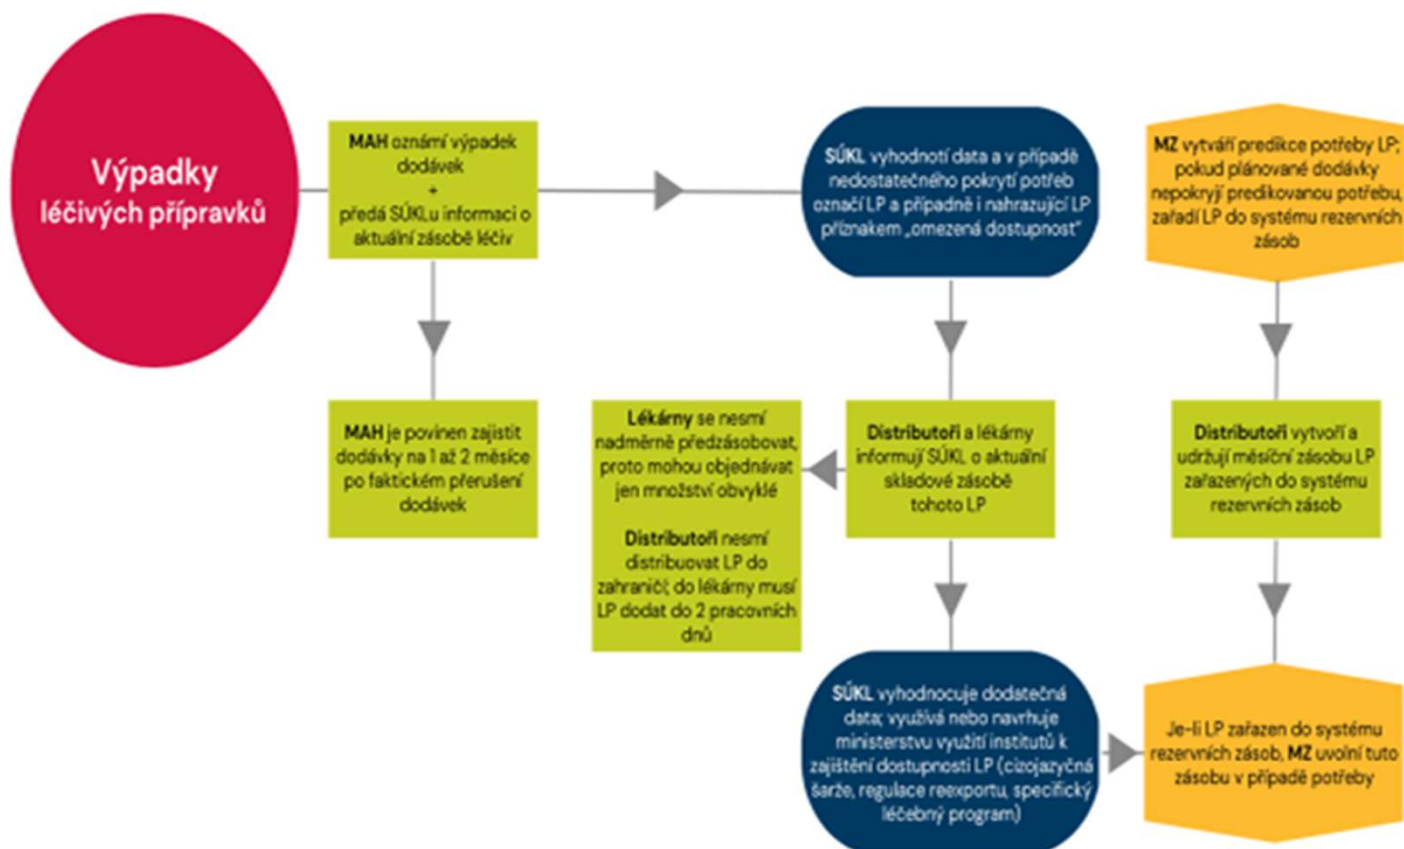 Výpadky
léčivých přípravků
MAH oznámí výpadek
dodávek
+
předá SÚKLu informaci o
aktuální zásobě léčiv
SÚKL vyhodnotí data a v případě
nedostatečného pokrytí potřeb
označí LP a případně i nahrazující LP
příznakem „omezená dostupnost"
MZ vytváří predikce potřeby LP;
pokud plánované dodávky
nepokryjí predikovanou potřebu,
zařadí LP do systému rezervních
zásob
MAH je povinen zajistit
dodávky na 1 až 2 měsíce
po faktickém přerušení
dodávek
Lékárny se nesmí
nadměrně předzásobovat,
proto mohou objednávat
jen množství obvyklé
Distributoři nesmí
distribuovat LP do
zahraničí; do lékárny musí
LP dodat do 2 pracovních
dnů
Distributoři a lékárny
informují SÚKL o aktuální
skladové zásobě
tohoto LP
Distributoři vytvoří a
udržují měsíční zásobu LP
zařazených do systému
rezervních zásob
SÚKL vyhodnocuje dodatečná
data; využívá nebo navrhuje
ministerstvu využití institutů k
zajištění dostupnosti LP (cizojazyčná
šarže, regulace reexportu, specifický
léčebný program)
Je-li LP zařazen do systému
rezervních zásob, MZ uvolní tuto
zásobu v případě potřeby